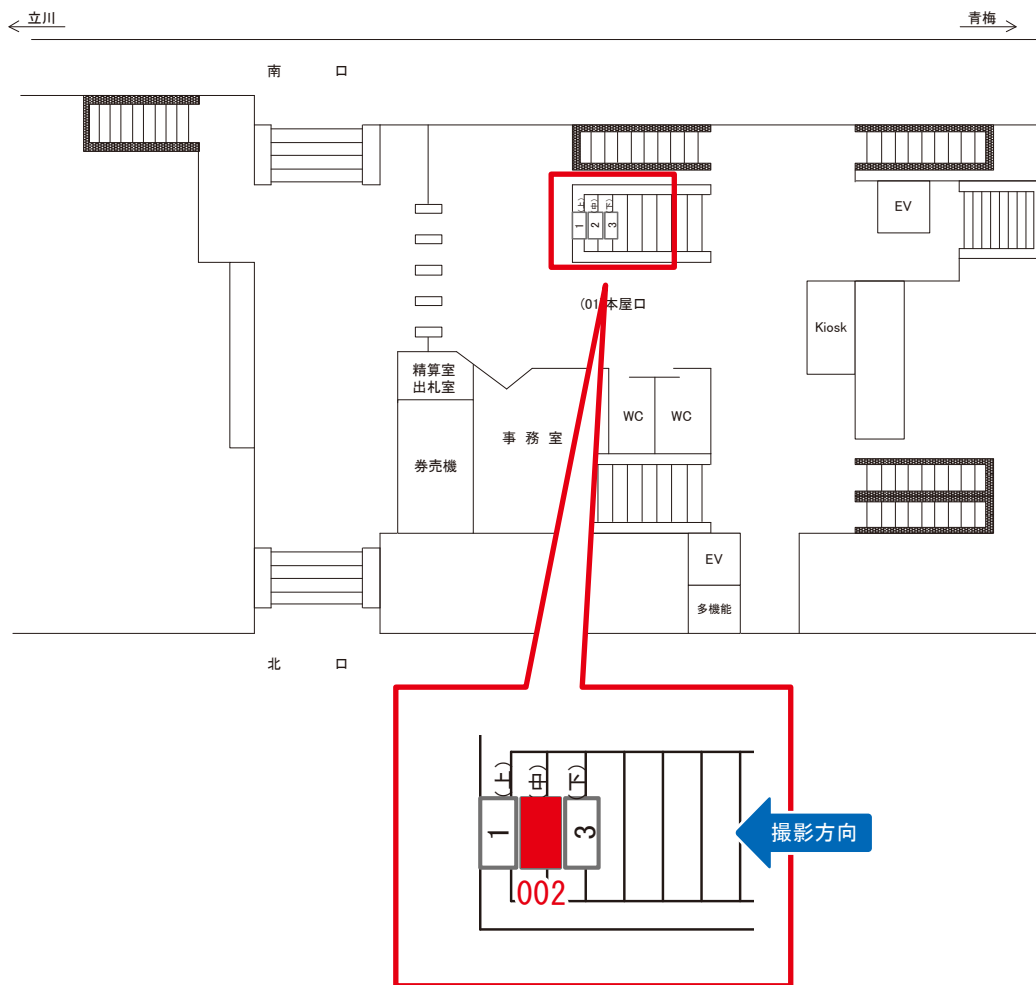 立川
青梅
南 口
EV
(上)
(中)
(下)
1
2
3
(01 本屋口
Kiosk
精算室
出札室
WC
WC
事 務 室
券売機
EV
多機能
北 口
(上)
(中)
(下)
1
3
撮影方向
002